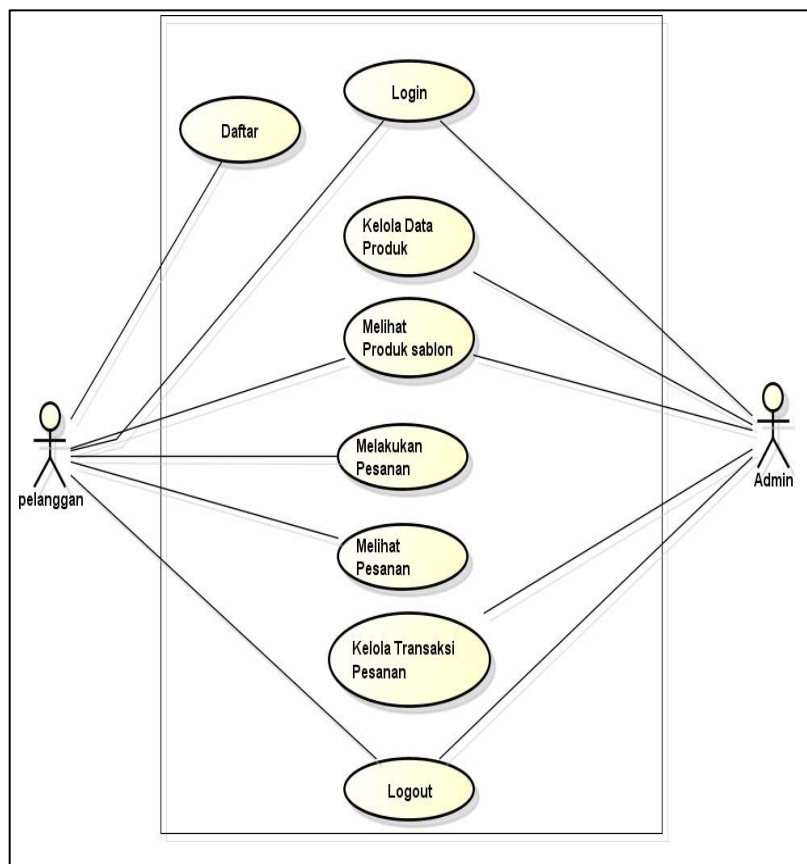 Login
Daftar
Kelola Data
Produk
Melihat
Produk sablon
Melakukan
Pesanan
pelanggan
Admin
Melihat
Pesanan
Kelola Transaksi
Pesanan
Logout